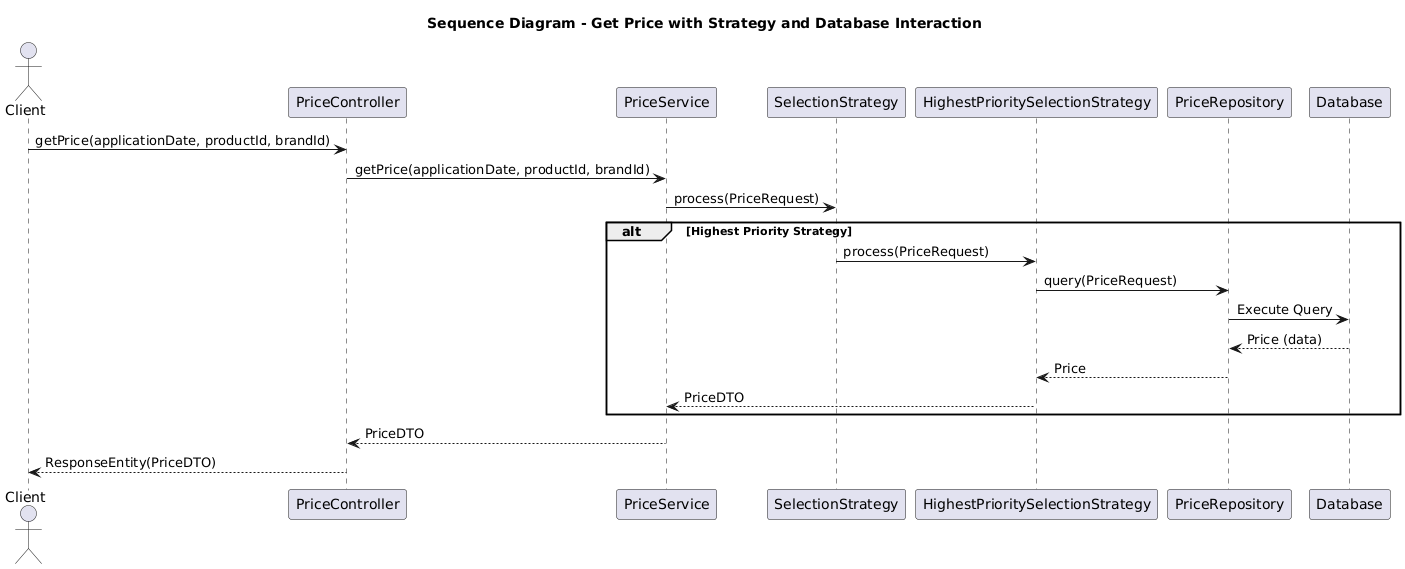 Sequence Diagram - Get Price with Strategy and Database Interaction
Client
PriceController
PriceService
SelectionStrategy
HighestPrioritySelectionStrategy
PriceRepository
Database
getPrice(applicationDate, productId, brandId)
getPrice(applicationDate, productId, brandId)
process(PriceRequest)
alt
[Highest Priority Strategy]
process(PriceRequest)
query(PriceRequest)
Execute Query
Price (data)
Price
PriceDTO
PriceDTO
ResponseEntity(PriceDTO)
Client
PriceController
PriceService
SelectionStrategy
HighestPrioritySelectionStrategy
PriceRepository
Database